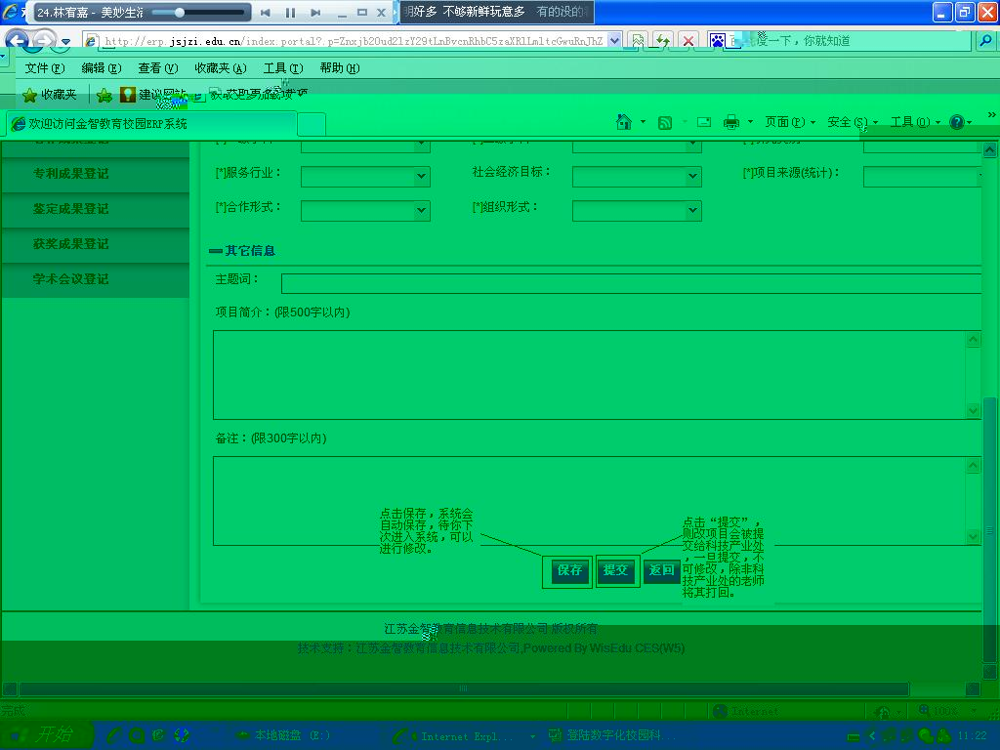 24.林宥嘉 - 美妙生活
明好多 不够新鲜玩意多 有的没的
http://erp.jsjzi.edu.cn/index.portal?.p=Znxjb20ud2lzY29tLnBvcnRhbC5zaXRlLmltcGwuRnJhZ
度一下，你就知道
文件(F) 编辑(E) 查看(V) 收藏夹(A) 工具(T) 帮助(H)
收藏夹 建议网站 获取更多加载项
欢迎访问金智教育校园ERP系统
页面(P) 安全(S) 工具(O)
专利成果登记
鉴定成果登记
获奖成果登记
学术会议登记
[*]服务行业： 社会经济目标： [*]项目来源(统计)：
[*]合作形式： [*]组织形式：
其它信息
主题词：
项目简介：(限500字以内)
备注：(限300字以内)
点击保存，系统会
自动保存，待你下
次进入系统，可以
进行修改。
点击“提交”，
则改项目会被提
交给科技产业处
，一旦提交，不
可修改，除非科
技产业处的老师
将其打回。
保存 提交 返回
江苏金智教育信息技术有限公司 版权所有
技术支持：江苏金智教育信息技术有限公司,Powered By WisEdu CES(W5)
完成 Internet 100%
开始 本地磁盘 (E:) Internet Expl... 登陆数字化校园科... 11:22